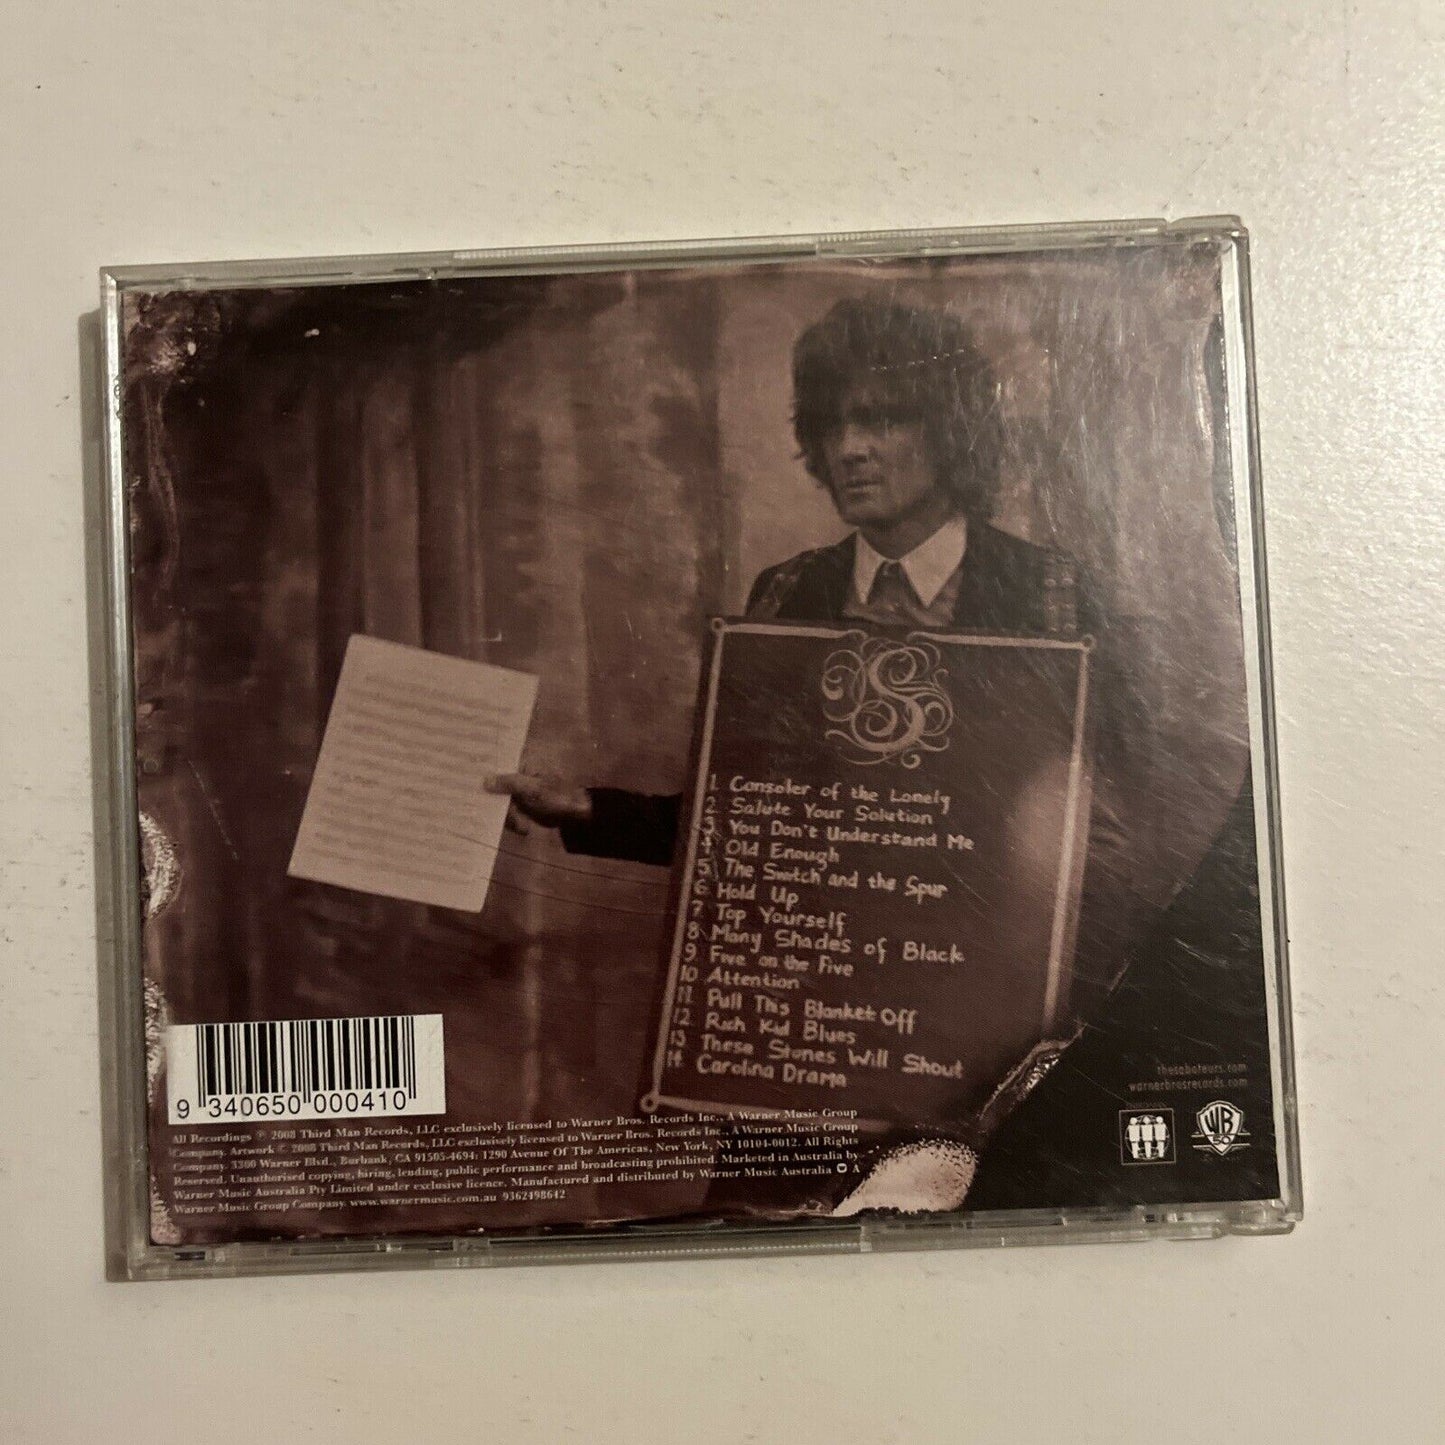 S
1. Consoler of the Lonely
2. Salute Your Solution
3 You Don't Understand Me
4 Old Enough
5 The Switch and the Spur
6 Hold Up
7 Top Yourself
8 Many Shades of Black
9 Five on the Five
10 Attention
11 Pull This Blanket Off
12 Rich Kid Blues
13 These Stones Will Shout
14 Carolina Drama
9 340650 000410
thesaboteurs.com
warnerbrosrecords.com
WB
50
All Recordings ℗ 2008 Third Man Records, LLC exclusively licensed to Warner Bros. Records Inc., A Warner Music Group
Company. Artwork © 2008 Third Man Records, LLC exclusively licensed to Warner Bros. Records Inc., A Warner Music Group
Company. 3300 Warner Blvd., Burbank, CA 91505-4694: 1290 Avenue Of The Americas, New York, NY 10104-0012. All Rights
Reserved. Unauthorised copying, hiring, lending, public performance and broadcasting prohibited. Marketed in Australia by
Warner Music Australia Pty Limited under exclusive licence. Manufactured and distributed by Warner Music Australia A
Warner Music Group Company. www.warnermusic.com.au 9362498642